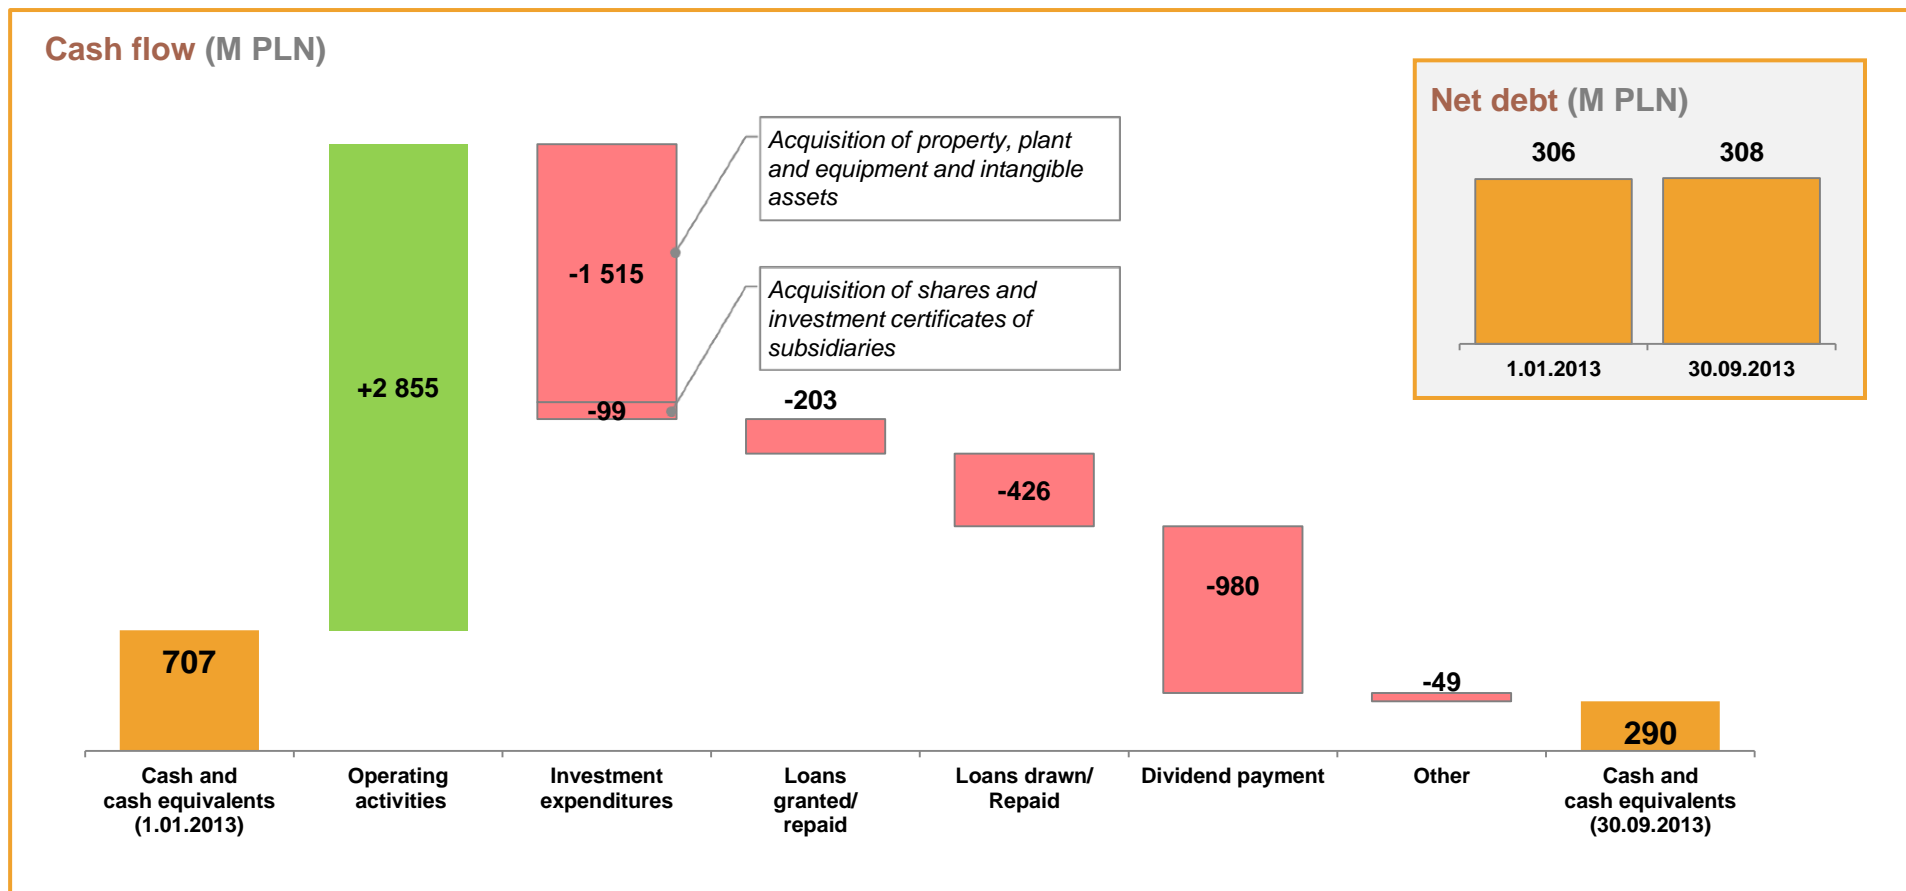 Cash flow (M PLN)
Net debt (M PLN)
306
308
1.01.2013
30.09.2013
Acquisition of property, plant
and equipment and intangible
assets
Acquisition of shares and
investment certificates of
subsidiaries
707
+2 855
-1 515
-99
-203
-426
-980
-49
290
Cash and
cash equivalents
(1.01.2013)
Operating
activities
Investment
expenditures
Loans
granted/
repaid
Loans drawn/
Repaid
Dividend payment
Other
Cash and
cash equivalents
(30.09.2013)